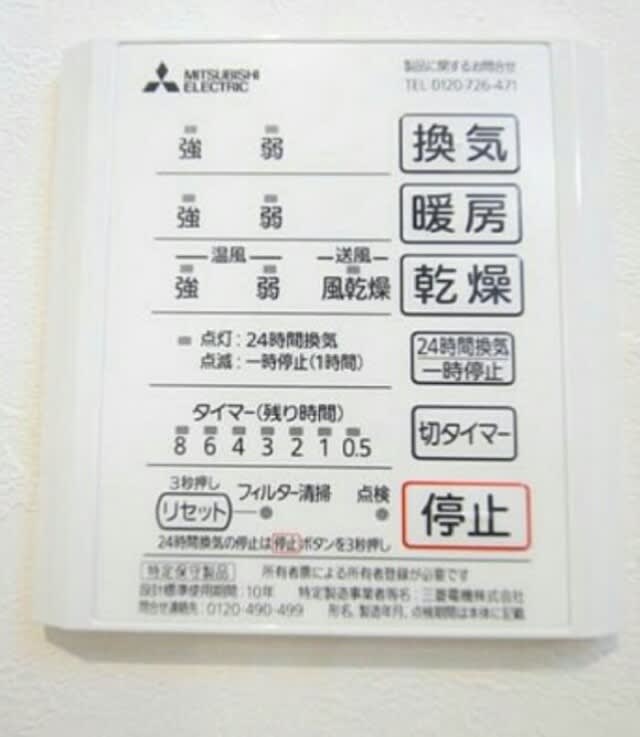 MITSUBISHI
ELECTRIC
製品に関するお問合せ
TEL 0120-726-471
強 弱 換気
強 弱 暖房
温風 送風
強 弱 風乾燥 乾燥
点灯：24時間換気
点滅：一時停止(1時間)
24時間換気
一時停止
タイマー(残り時間)
8 6 4 3 2 1 0.5
切タイマー
3秒押し
リセット フィルター清掃 点検
停止
24時間換気の停止は停止ボタンを3秒押し
特定保守製品 所有者票による所有者登録が必要です
設計標準使用期間：10年 特定製造事業者等名：三菱電機株式会社
問合せ連絡先：0120-490-499 形名、製造年月、点検期間は本体に記載